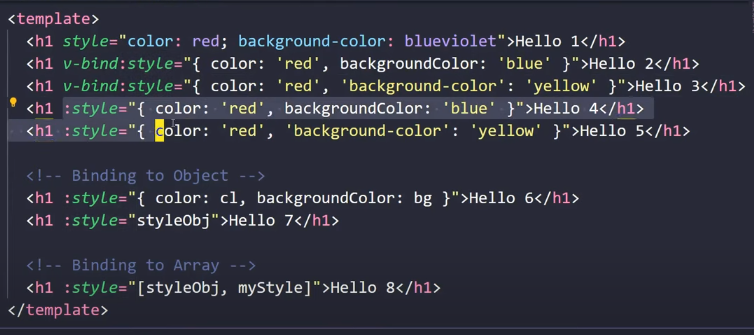 <template>
<h1 style="color: red; background-color: blueviolet">Hello 1</h1>
<h1 v-bind:style="{ color: 'red', backgroundColor: 'blue' }">Hello 2</h1>
<h1 v-bind:style="{ color: 'red', 'background-color': 'yellow' }">Hello 3</h1>
<h1 :style="{ color: 'red', backgroundColor: 'blue' }">Hello 4</h1>
<h1 :style="{ color: 'red', 'background-color': 'yellow' }">Hello 5</h1>
<!-- Binding to Object -->
<h1 :style="{ color: cl, backgroundColor: bg }">Hello 6</h1>
<h1 :style="styleObj">Hello 7</h1>
<!-- Binding to Array -->
<h1 :style="[styleObj, myStyle]">Hello 8</h1>
</template>